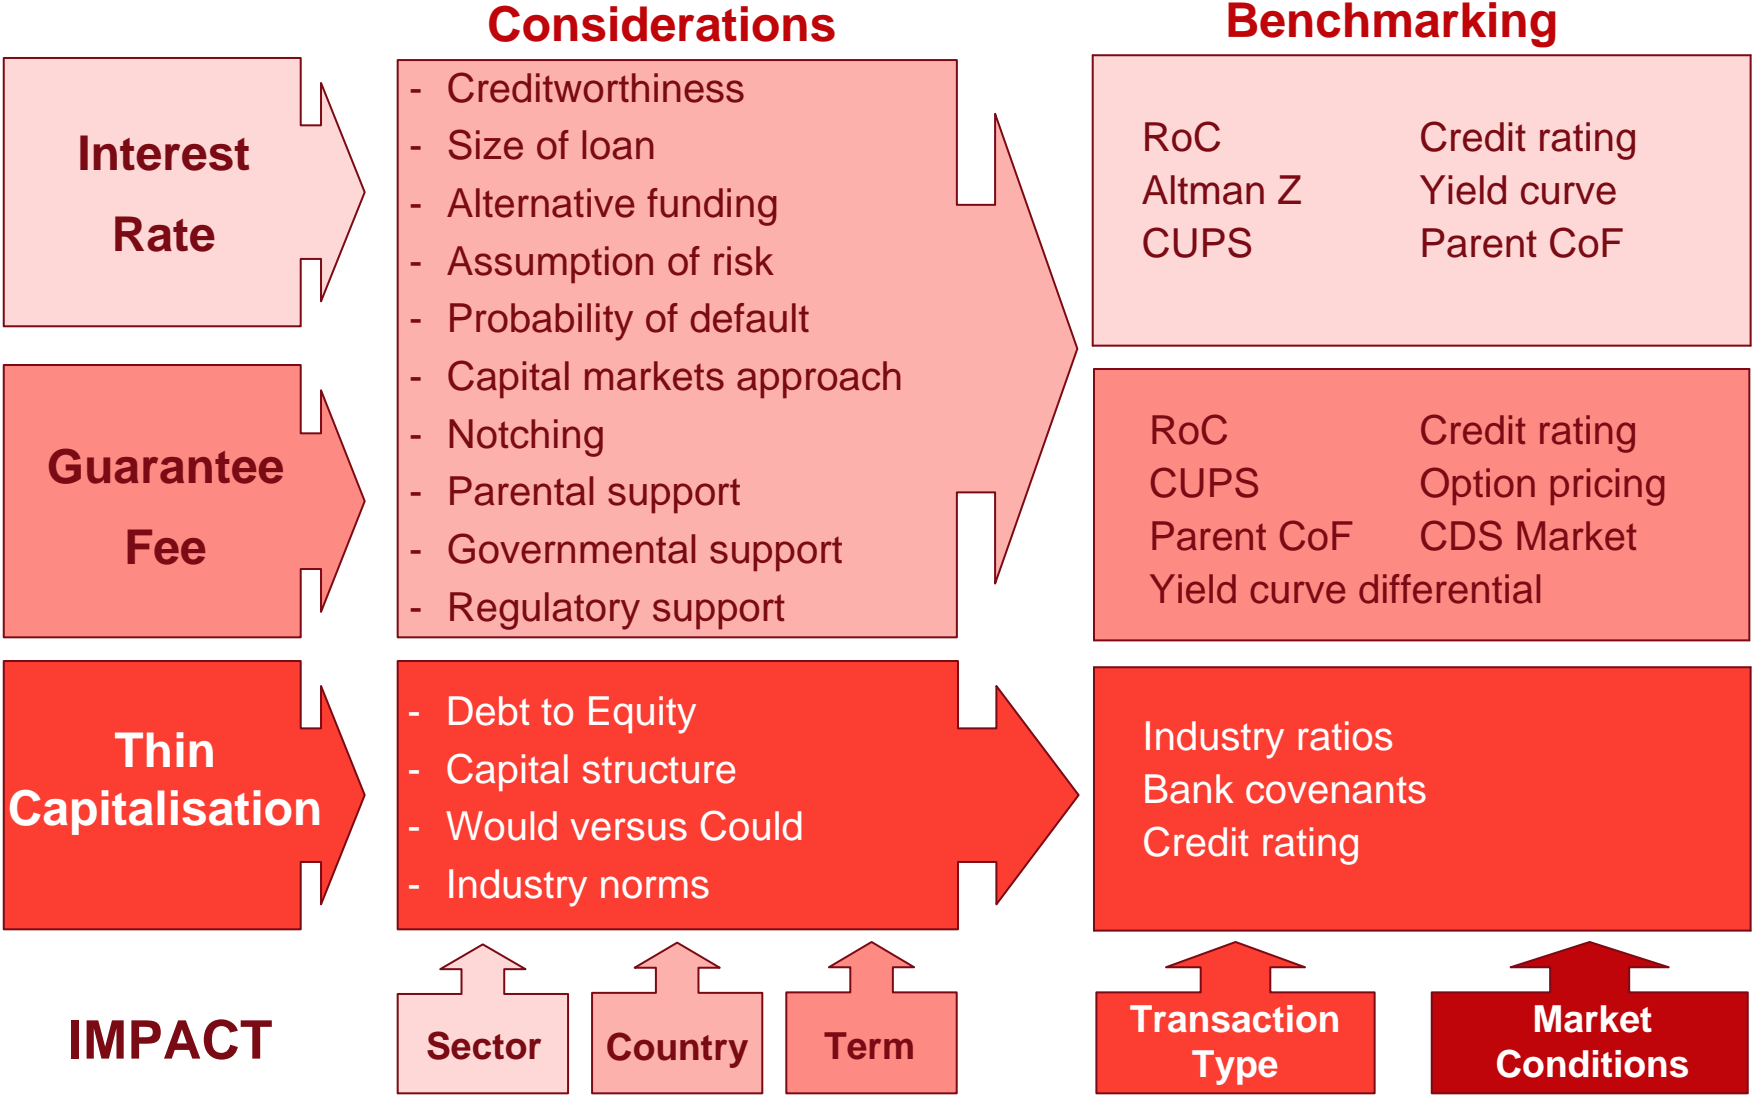 Considerations
Benchmarking
Interest
Rate
- Creditworthiness
- Size of loan
- Alternative funding
- Assumption of risk
- Probability of default
- Capital markets approach
- Notching
- Parental support
- Governmental support
- Regulatory support
RoC Credit rating
Altman Z Yield curve
CUPS Parent CoF
Guarantee
Fee
RoC Credit rating
CUPS Option pricing
Parent CoF CDS Market
Yield curve differential
Thin
Capitalisation
- Debt to Equity
- Capital structure
- Would versus Could
- Industry norms
Industry ratios
Bank covenants
Credit rating
IMPACT
Sector
Country
Term
Transaction
Type
Market
Conditions